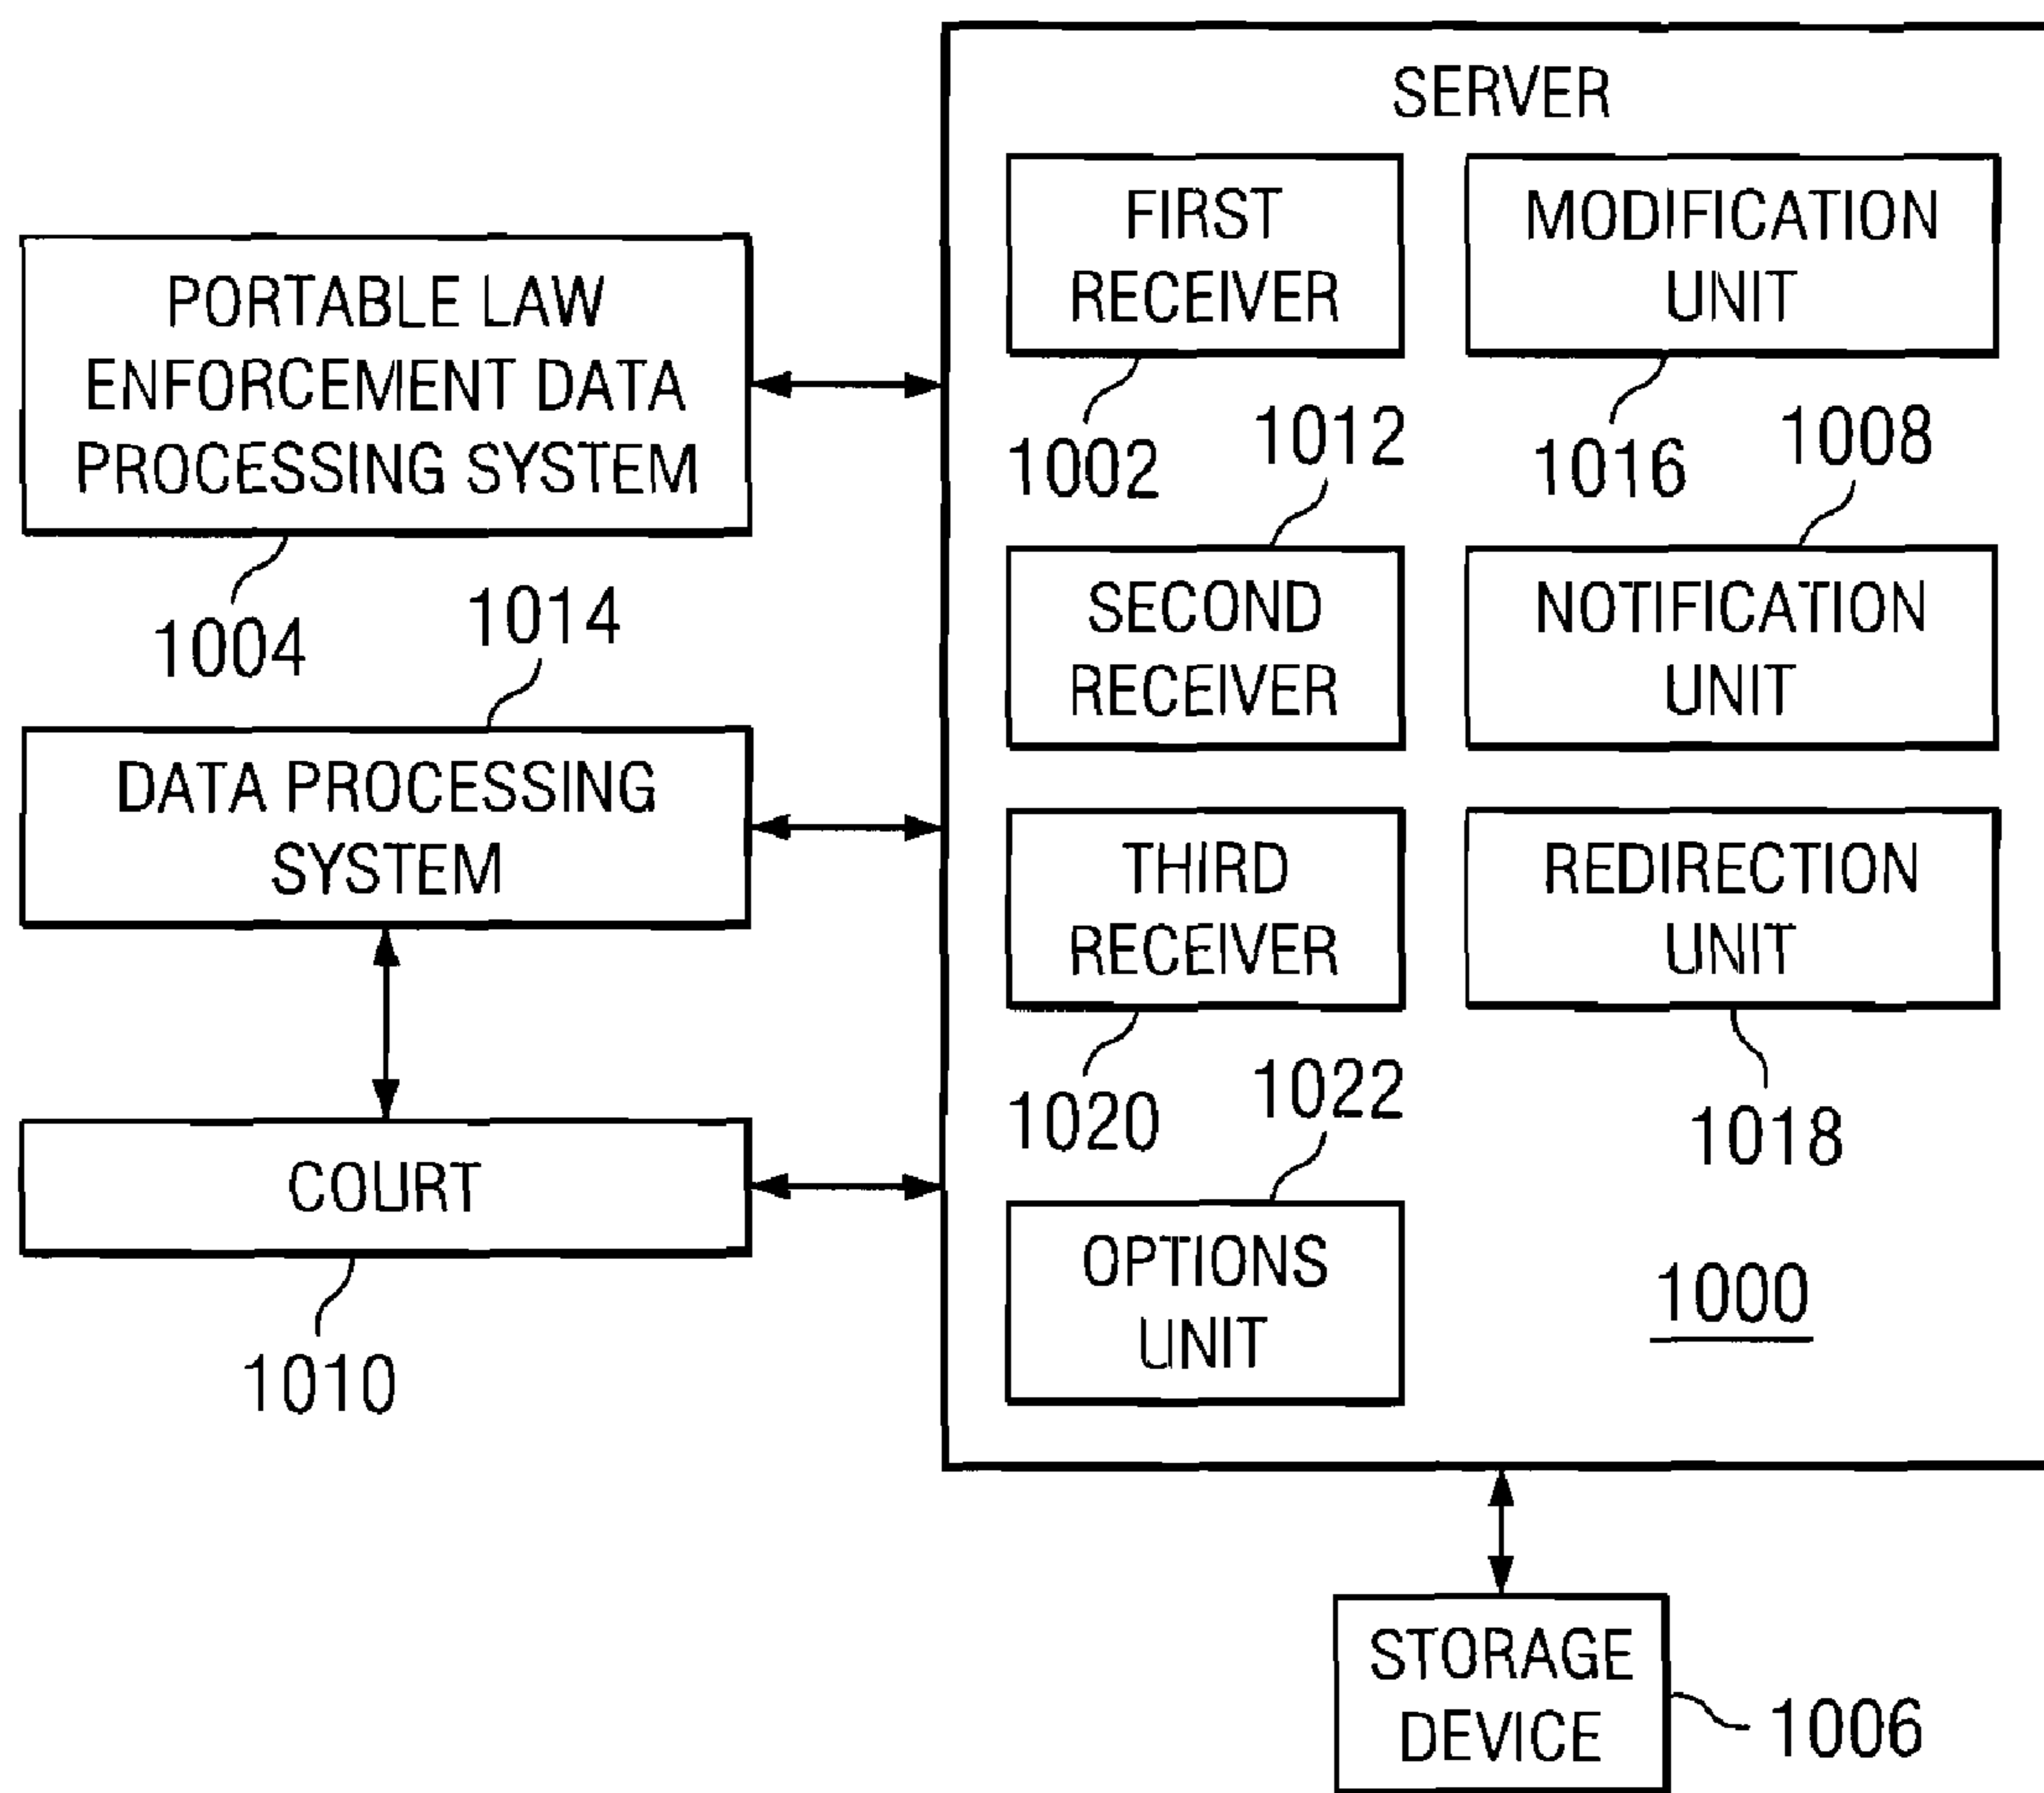 SERVER
FIRST
RECEIVER
1002
MODIFICATION
UNIT
1016
PORTABLE LAW
ENFORCEMENT DATA
PROCESSING SYSTEM
1004
1012
SECOND
RECEIVER
1008
NOTIFICATION
UNIT
1014
DATA PROCESSING
SYSTEM
THIRD
RECEIVER
1020
REDIRECTION
UNIT
1018
COURT
1010
1022
OPTIONS
UNIT
1000
STORAGE
DEVICE
1006